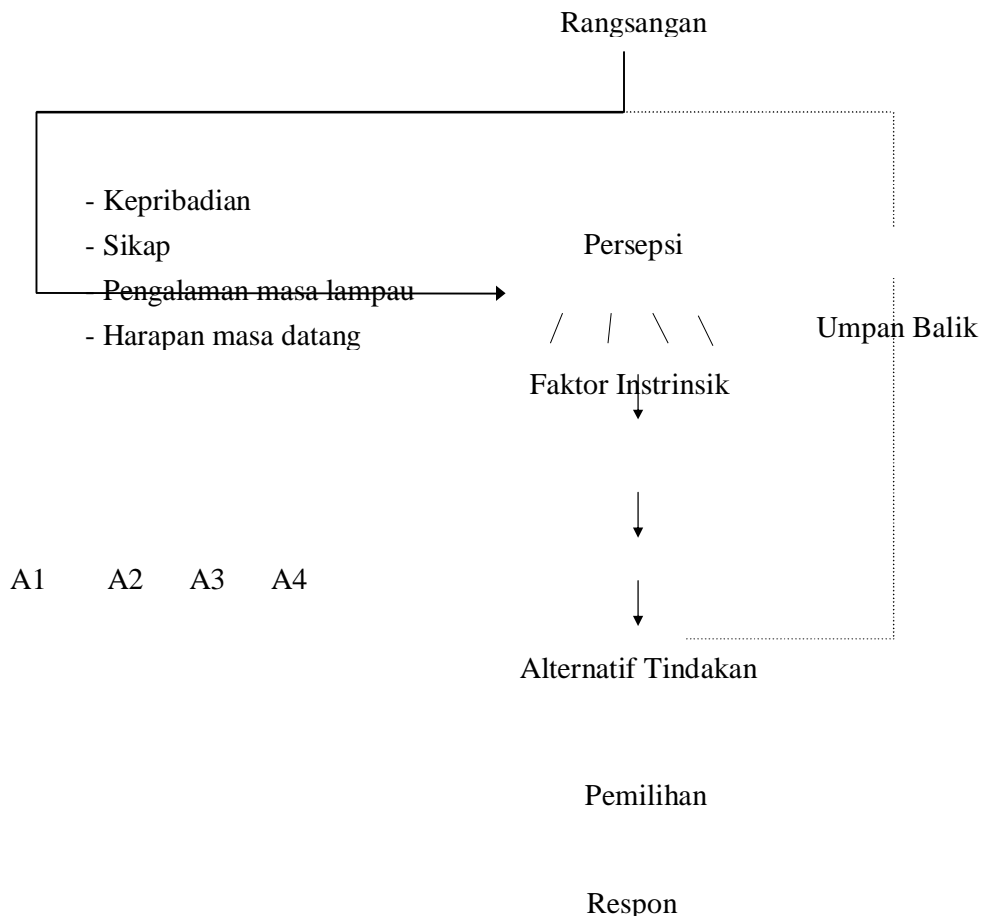 Rangsangan
- Kepribadian
- Sikap
Persepsi
- Pengalaman masa lampau
- Harapan masa datang
Umpan Balik
Faktor Instrinsik
A1 A2 A3 A4
Alternatif Tindakan
Pemilihan
Respon